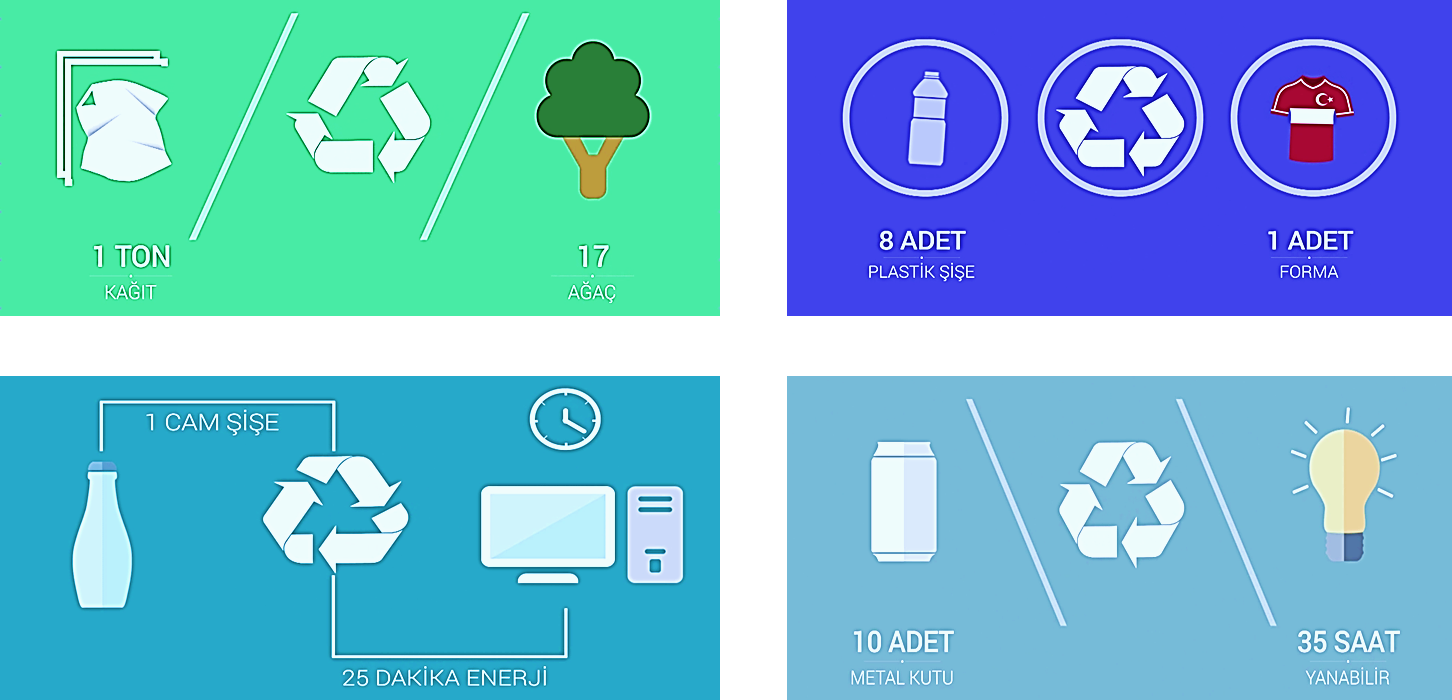 1 TON
KAĞIT
17
AĞAÇ
8 ADET
PLASTİK ŞİŞE
1 ADET
FORMA
1 CAM ŞİŞE
25 DAKİKA ENERJİ
10 ADET
METAL KUTU
35 SAAT
YANABİLİR